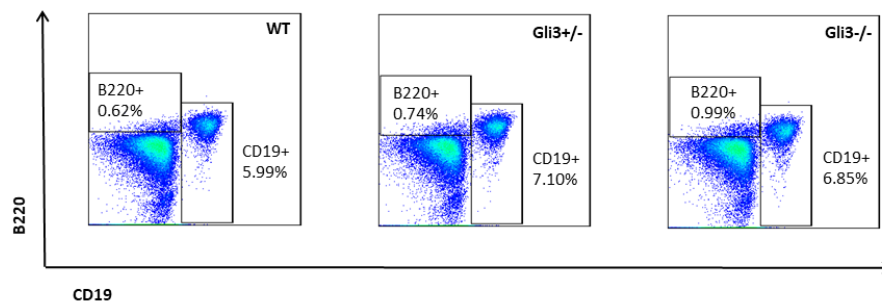 WT
B220+
0.62%
CD19+
5.99%
Gli3+/-
B220+
0.74%
CD19+
7.10%
Gli3-/-
B220+
0.99%
CD19+
6.85%
B220
CD19